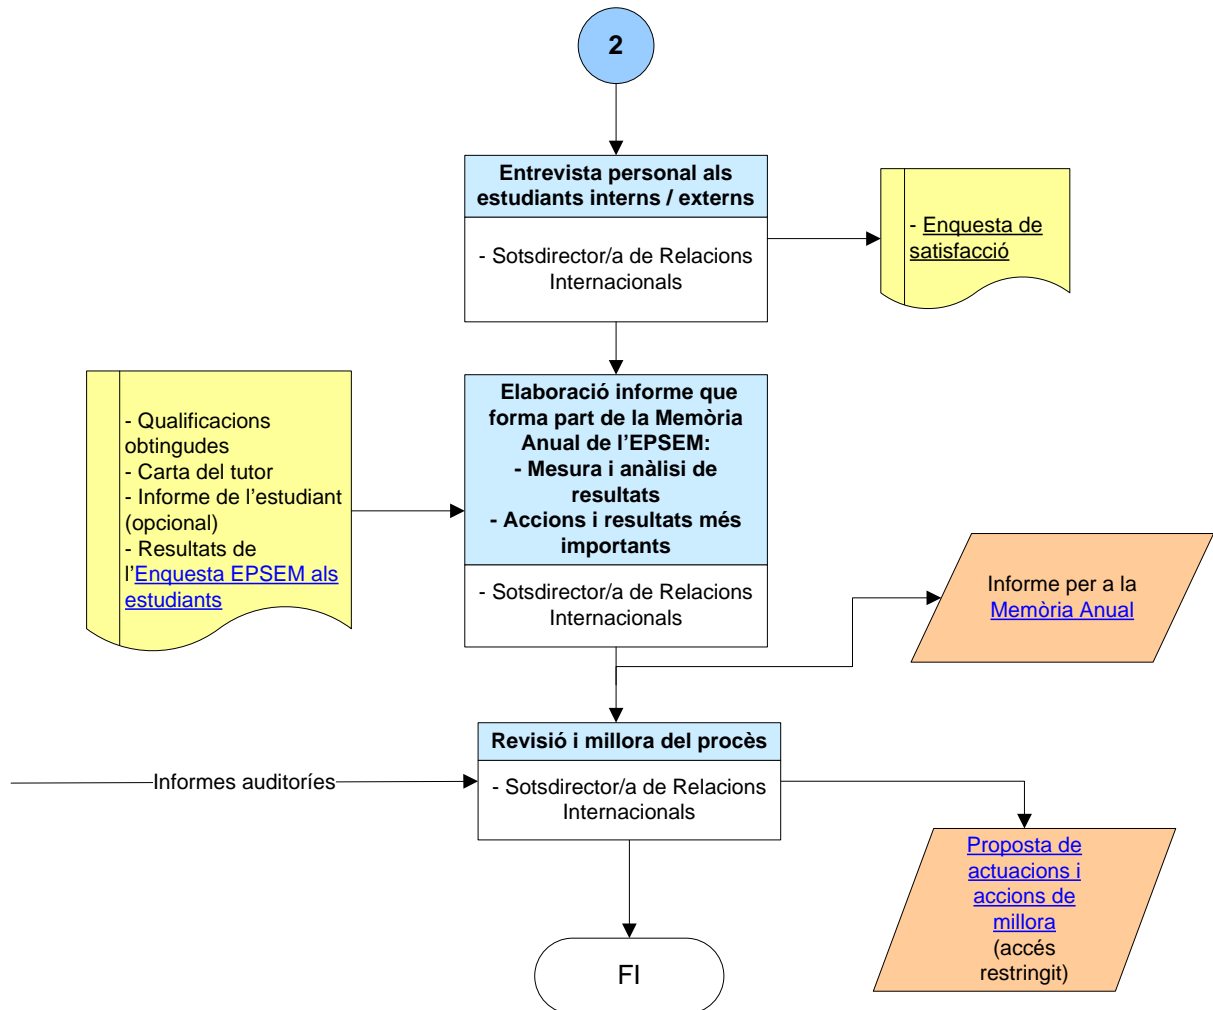 2
Entrevista personal als
estudiants interns / externs
- Sotsdirector/a de Relacions
Internacionals
- Enquesta de
satisfacció
Elaboració informe que
forma part de la Memòria
Anual de l’EPSEM:
- Mesura i anàlisi de
resultats
- Accions i resultats més
importants
- Sotsdirector/a de Relacions
Internacionals
- Qualificacions
obtingudes
- Carta del tutor
- Informe de l’estudiant
(opcional)
- Resultats de
l’Enquesta EPSEM als
estudiants
Informe per a la
Memòria Anual
Revisió i millora del procès
- Sotsdirector/a de Relacions
Internacionals
Informes auditoríes
Proposta de
actuacions i
accions de
millora
(accés
restringit)
FI